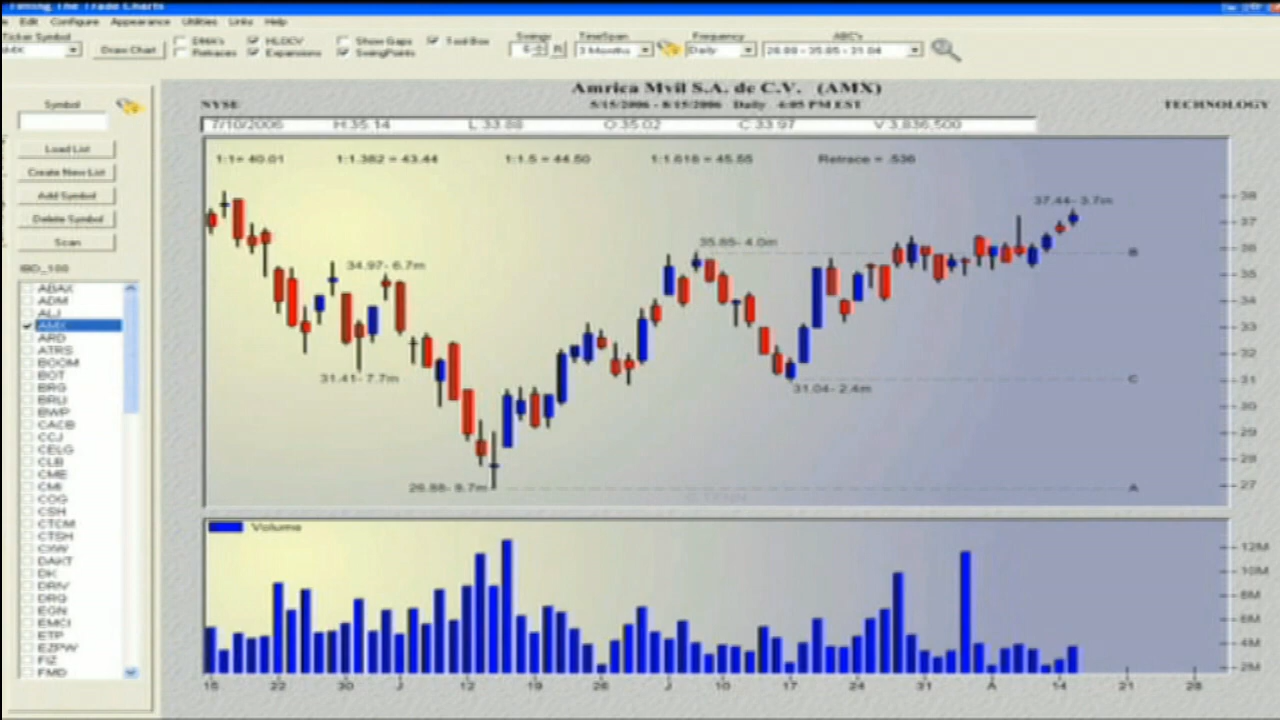 Timing The Trade Charts
Edit Configure Appearance Utilities Links Help
Ticker Symbol
AMX
Draw Chart
DMA's
Retraces
HLOCV
Expansions
Show Gaps
SwingPoints
Tool Box
Swings
6
R
TimeSpan
3 Months
Frequency
Daily
ABC's
26.88 - 35.85 - 31.04
Amrica Mvil S.A. de C.V. (AMX)
NYSE
5/15/2006 - 8/15/2006 Daily 4:05 PM EST
TECHNOLOGY
7/10/2006 H:35.14 L:33.88 O:35.02 C:33.97 V:3,836,500
1:1= 40.01 1:1.382 = 43.44 1:1.5 = 44.50 1:1.618 = 45.55 Retrace = .536
Symbol
Load List
Create New List
Add Symbol
Delete Symbol
Scan
IBD_100
ABAX
ADM
ALJ
AMX
ARD
ATRS
BOOM
BOT
BRG
BRLI
BWP
CACB
CCJ
CELG
CLB
CME
CMI
COG
CSH
CTCM
CTSH
CXW
DAKT
DK
DRIV
DRQ
EGN
EMCI
ETP
EZPW
FIZ
FMD
37.44- 3.7m
35.85- 4.0m
34.97- 6.7m
31.41- 7.7m
31.04- 2.4m
26.88- 8.7m
B
C
A
38
37
36
35
34
33
32
31
30
29
28
27
Volume
12M
10M
8M
6M
4M
2M
15 22 30 J 12 19 26 J 10 17 24 31 A 14 21 28